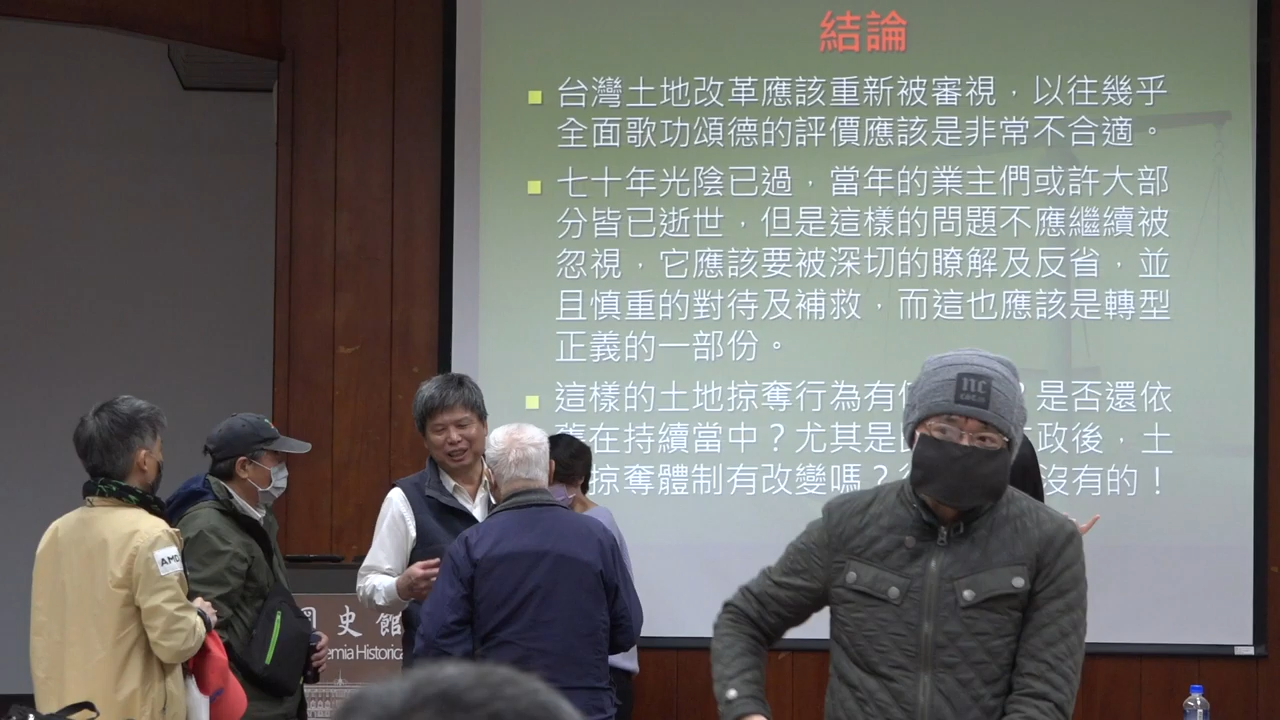 結論
台灣土地改革應該重新被審視，以往幾乎
全面歌功頌德的評價應該是非常不合適。
七十年光陰已過，當年的業主們或許大部
分皆已逝世，但是這樣的問題不應繼續被
忽視，它應該要被深切的瞭解及反省，並
且慎重的對待及補救，而這也應該是轉型
正義的一部份。
這樣的土地掠奪行為有 ？是否還依
舊在持續當中？尤其是 政後，土
掠奪體制有改變嗎？ 沒有的！
nc
AMD
國史館
emia Historica